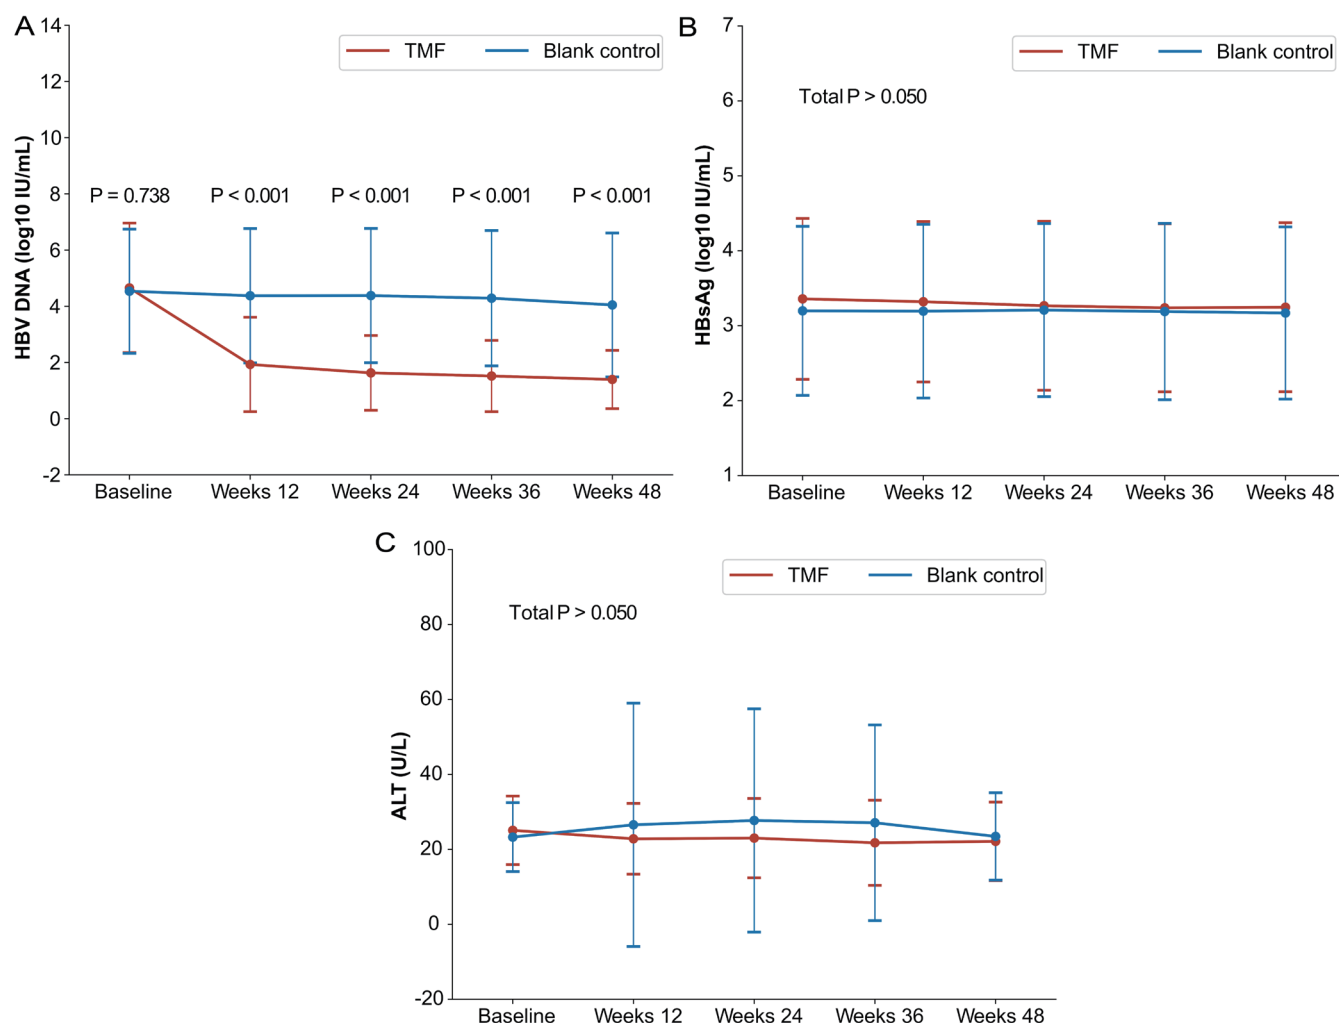 A
TMF Blank control
HBV DNA (log10 IU/mL)
14
12
10
8
6
4
2
0
-2
P = 0.738 P < 0.001 P < 0.001 P < 0.001 P < 0.001
Baseline Weeks 12 Weeks 24 Weeks 36 Weeks 48
B
TMF Blank control
Total P > 0.050
HBsAg (log10 IU/mL)
7
6
5
4
3
2
1
Baseline Weeks 12 Weeks 24 Weeks 36 Weeks 48
C
TMF Blank control
Total P > 0.050
ALT (U/L)
100
80
60
40
20
0
-20
Baseline Weeks 12 Weeks 24 Weeks 36 Weeks 48